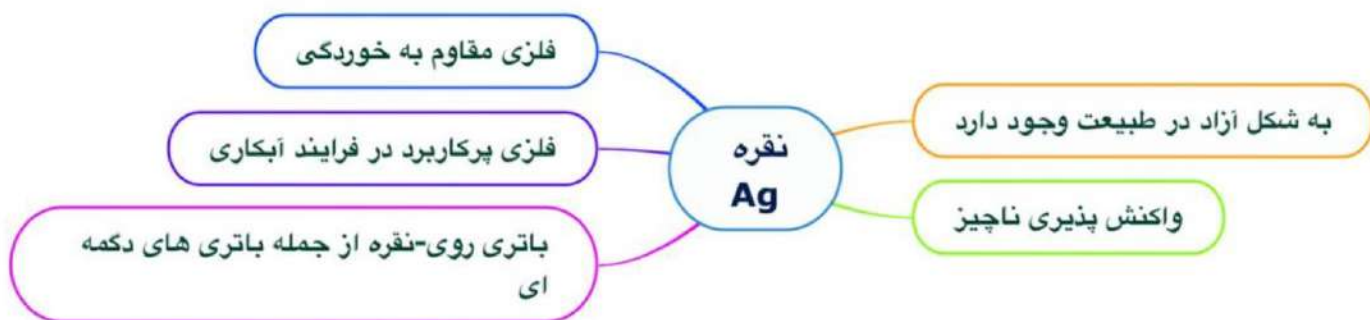 نقره
Ag
به شکل آزاد در طبیعت وجود دارد
واکنش پذیری ناچیز
فلزی مقاوم به خوردگی
فلزی پرکاربرد در فرایند آبکاری
باتری روی-نقره از جمله باتری های دکمه
ای